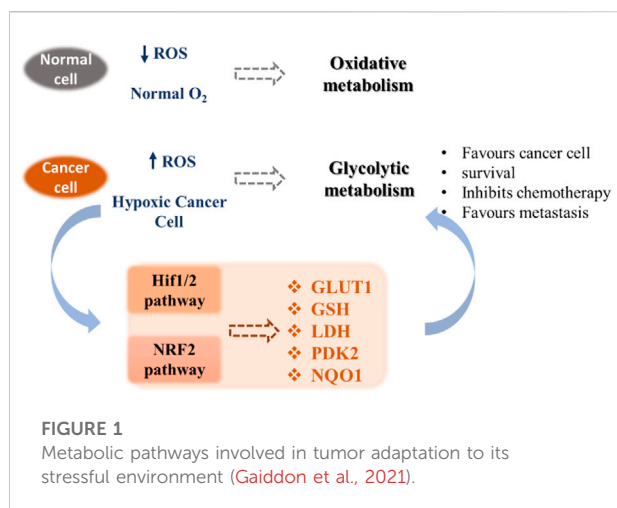 Normal
cell
↓ ROS
Normal O₂
Oxidative
metabolism
Cancer
cell
↑ ROS
Hypoxic Cancer
Cell
Glycolytic
metabolism
• Favours cancer cell
• survival
• Inhibits chemotherapy
• Favours metastasis
Hif1/2
pathway
NRF2
pathway
❖ GLUT1
❖ GSH
❖ LDH
❖ PDK2
❖ NQO1
FIGURE 1
Metabolic pathways involved in tumor adaptation to its
stressful environment (Gaiddon et al., 2021).